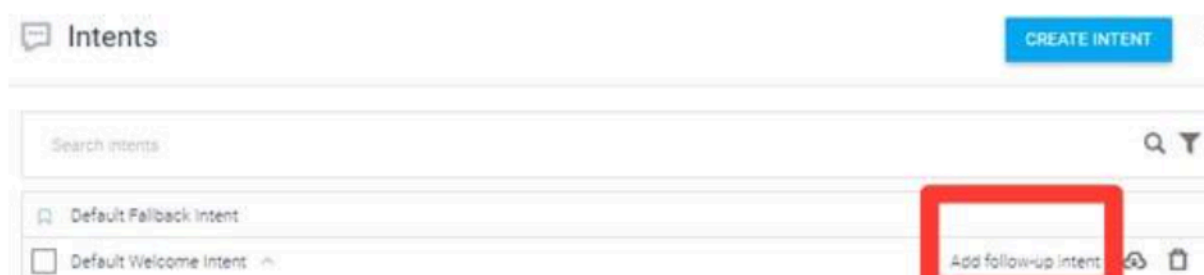 Intents
CREATE INTENT
Search intents
Default Fallback Intent
Default Welcome Intent
Add follow-up intent